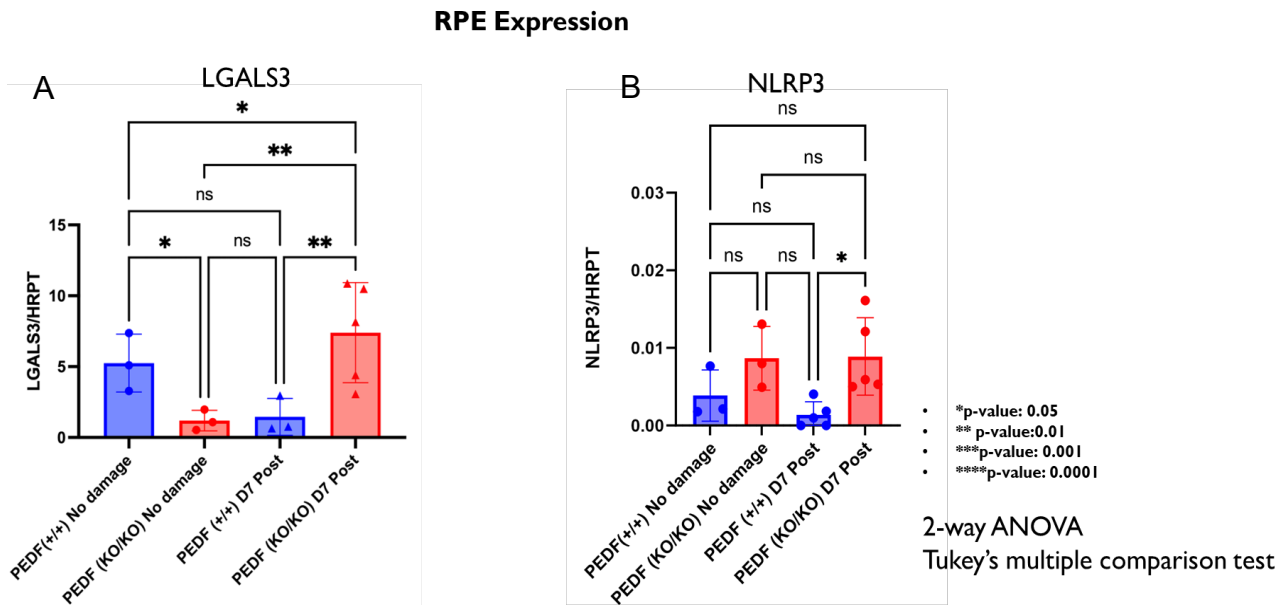 RPE Expression
A
LGALS3
*
**
ns
*
ns
**
15
10
5
0
LGALS3/HRPT
PEDF(+/+) No damage
PEDF (KO/KO) No damage
PEDF (+/+) D7 Post
PEDF (KO/KO) D7 Post
B
NLRP3
ns
ns
ns
ns
ns
*
0.03
0.02
0.01
0.00
NLRP3/HRPT
PEDF(+/+) No damage
PEDF (KO/KO) No damage
PEDF (+/+) D7 Post
PEDF (KO/KO) D7 Post
• *p-value: 0.05
• ** p-value:0.01
• ***p-value: 0.001
• ****p-value: 0.0001
2-way ANOVA
Tukey's multiple comparison test